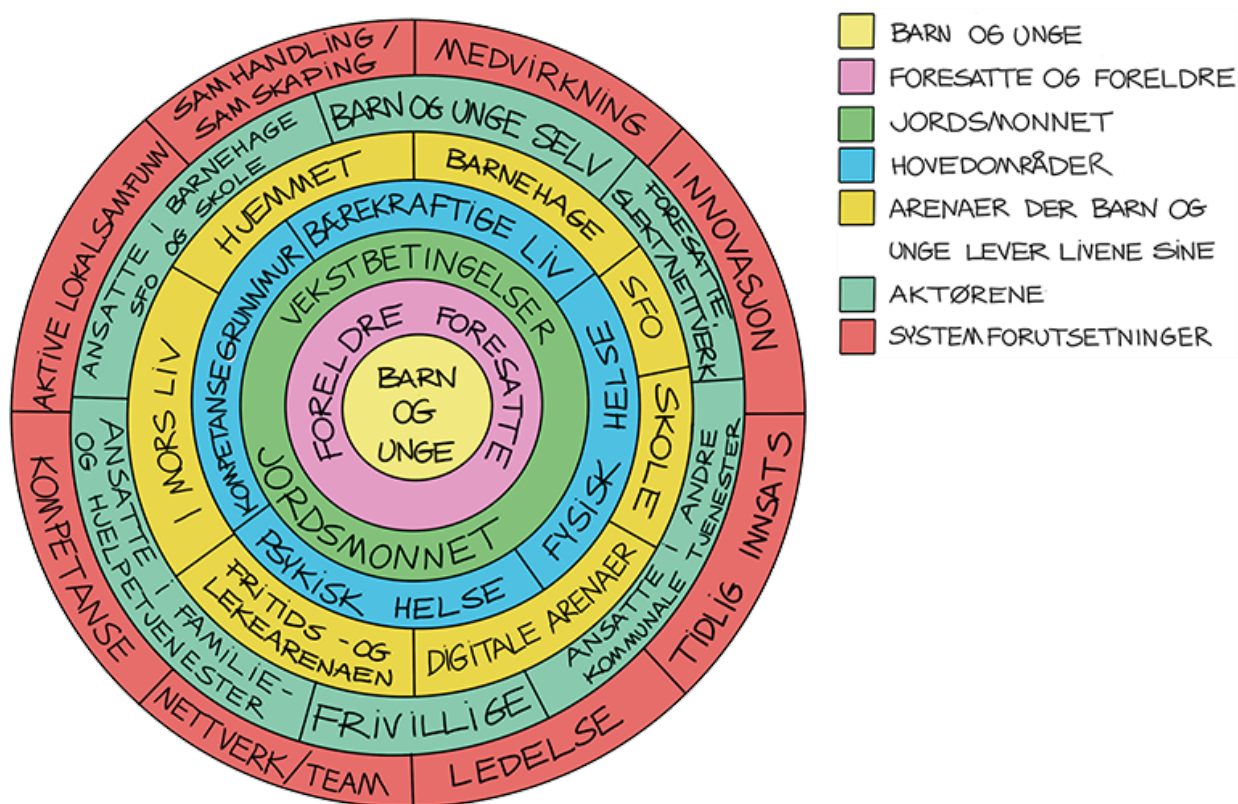 BARN OG UNGE
FORESATTE OG FORELDRE
JORDSMONNET
HOVEDOMRÅDER
ARENAER DER BARN OG
UNGE LEVER LIVENE SINE
AKTØRENE
SYSTEMFORUTSETNINGER
SAMHANDLING /
SAMSKAPING
MEDVIRKNING
INNOVASJON
TIDLIG INNSATS
LEDELSE
NETTVERK/TEAM
KOMPETANSE
AKTIVE LOKALSAMFUNN
BARN OG UNGE SELV
FORESATTE,
SLEKT/NETTVERK
ANSATTE I ANDRE
KOMMUNALE TJENESTER
FRIVILLIGE
ANSATTE I FAMILIE-
OG HJELPETJENESTER
ANSATTE I BARNEHAGE
SFO OG SKOLE
HJEMMET
BARNEHAGE
SFO
SKOLE
DIGITALE ARENAER
FRITIDS-OG
LEKEARENAEN
I MORS LIV
BÆREKRAFTIGE LIV
FYSISK HELSE
PSYKISK HELSE
KOMPETANSEGRUNNMUR
VEKSTBETINGELSER
JORDSMONNET
FORELDRE FORESATTE
BARN
OG
UNGE